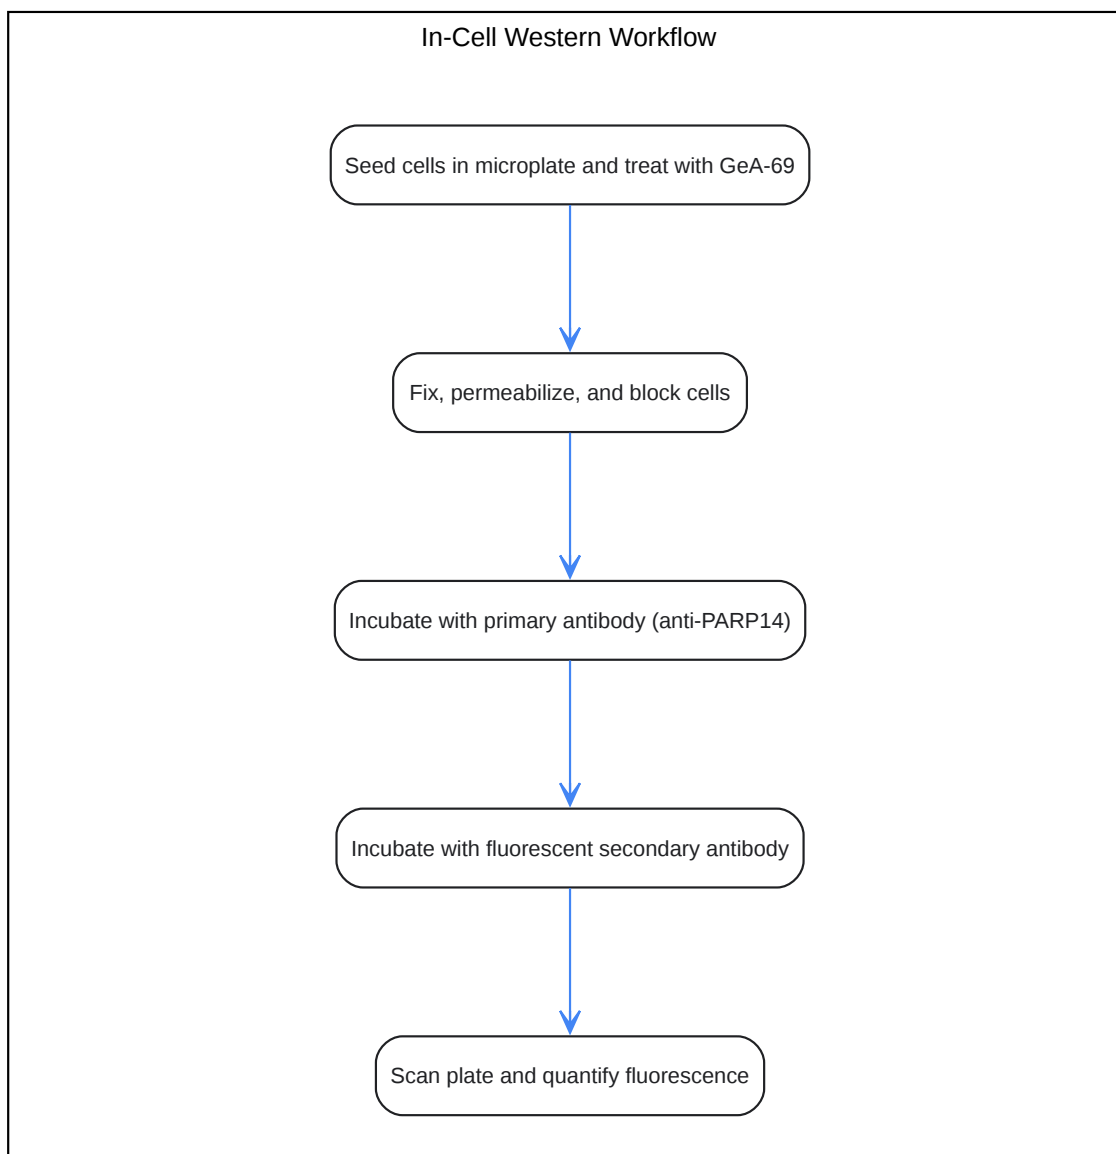 In-Cell Western Workflow
Seed cells in microplate and treat with GeA-69
Fix, permeabilize, and block cells
Incubate with primary antibody (anti-PARP14)
Incubate with fluorescent secondary antibody
Scan plate and quantify fluorescence